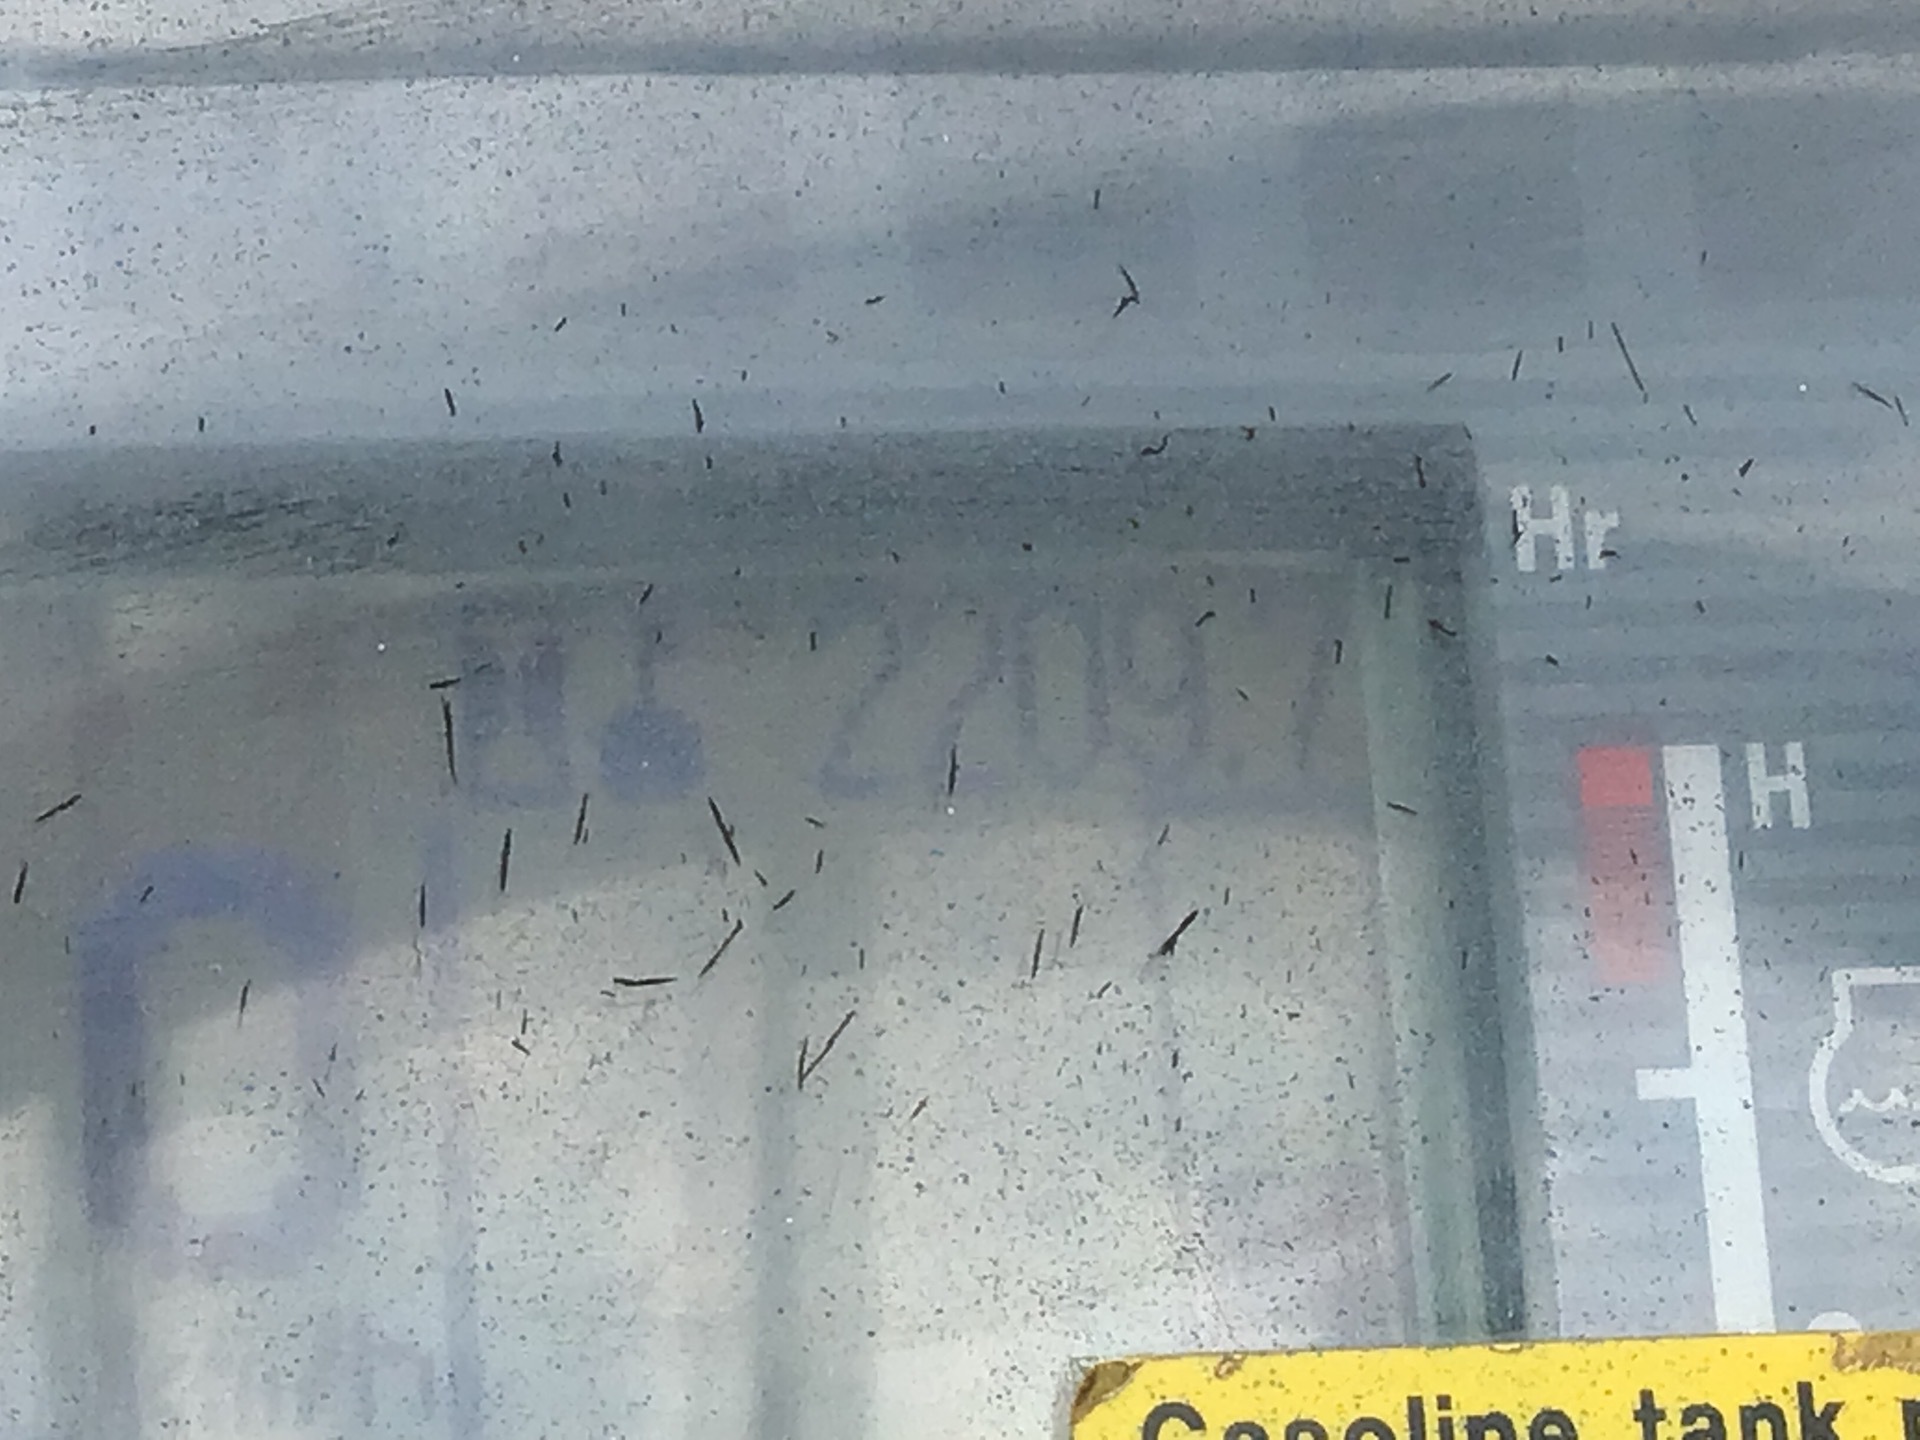 Hr
2209.7
H
Gasoline tank